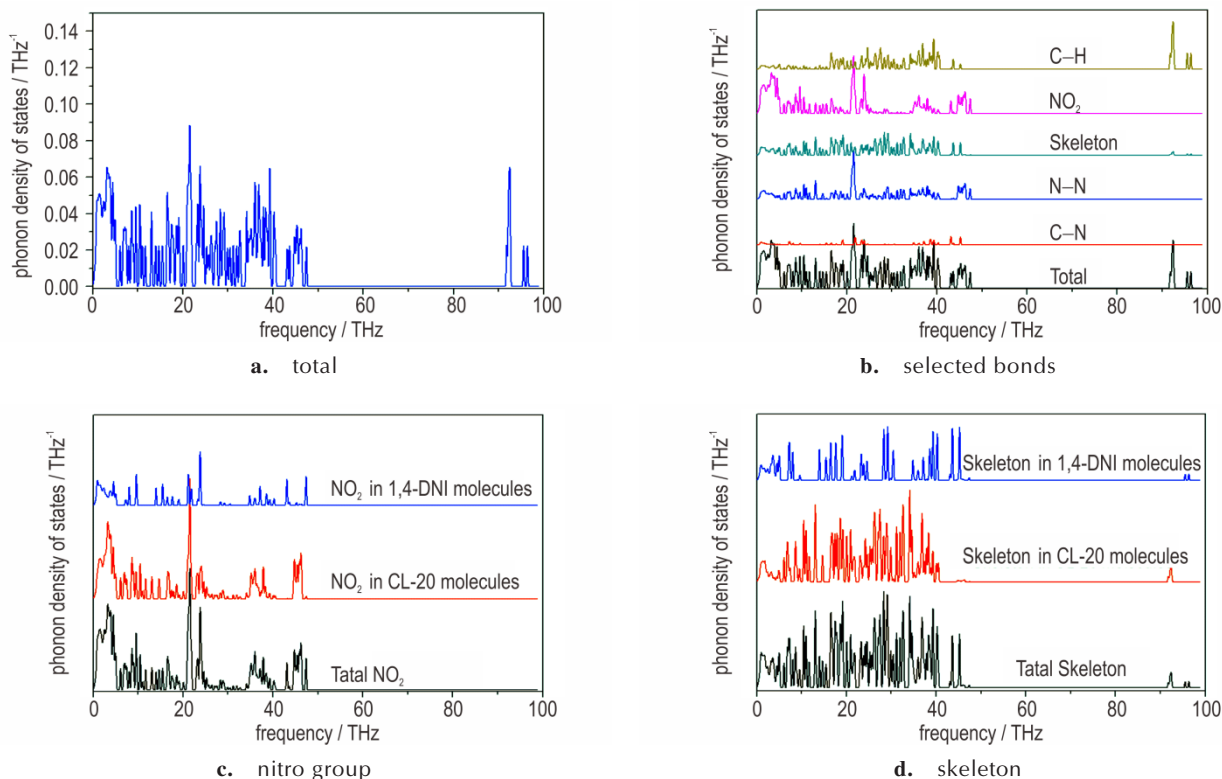 phonon density of states / THz⁻¹
0.14
0.12
0.10
0.08
0.06
0.04
0.02
0.00
0 20 40 60 80 100
frequency / THz
a. total
phonon density of states / THz⁻¹
C–H
NO₂
Skeleton
N–N
C–N
Total
0 20 40 60 80 100
frequency / THz
b. selected bonds
phonon density of states / THz⁻¹
NO₂ in 1,4-DNI molecules
NO₂ in CL-20 molecules
Tatal NO₂
0 20 40 60 80 100
frequency / THz
c. nitro group
phonon density of states / THz⁻¹
Skeleton in 1,4-DNI molecules
Skeleton in CL-20 molecules
Tatal Skeleton
0 20 40 60 80 100
frequency / THz
d. skeleton